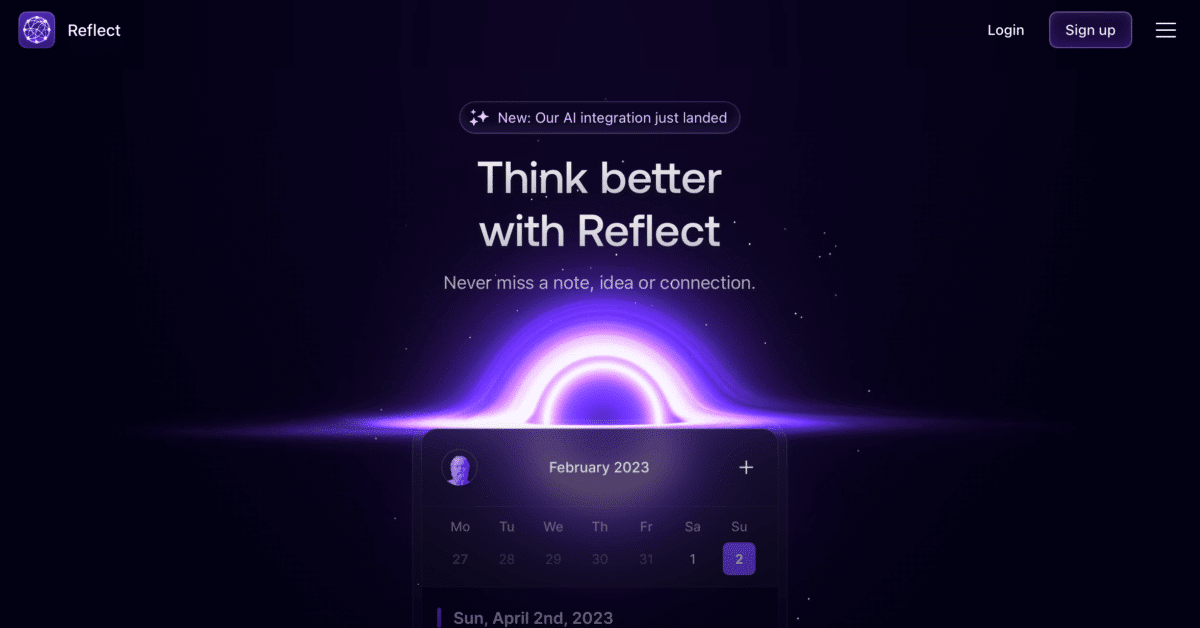 Reflect
Login
Sign up
New: Our AI integration just landed
Think better
with Reflect
Never miss a note, idea or connection.
February 2023
Mo Tu We Th Fr Sa Su
27 28 29 30 31 1 2
Sun, April 2nd, 2023